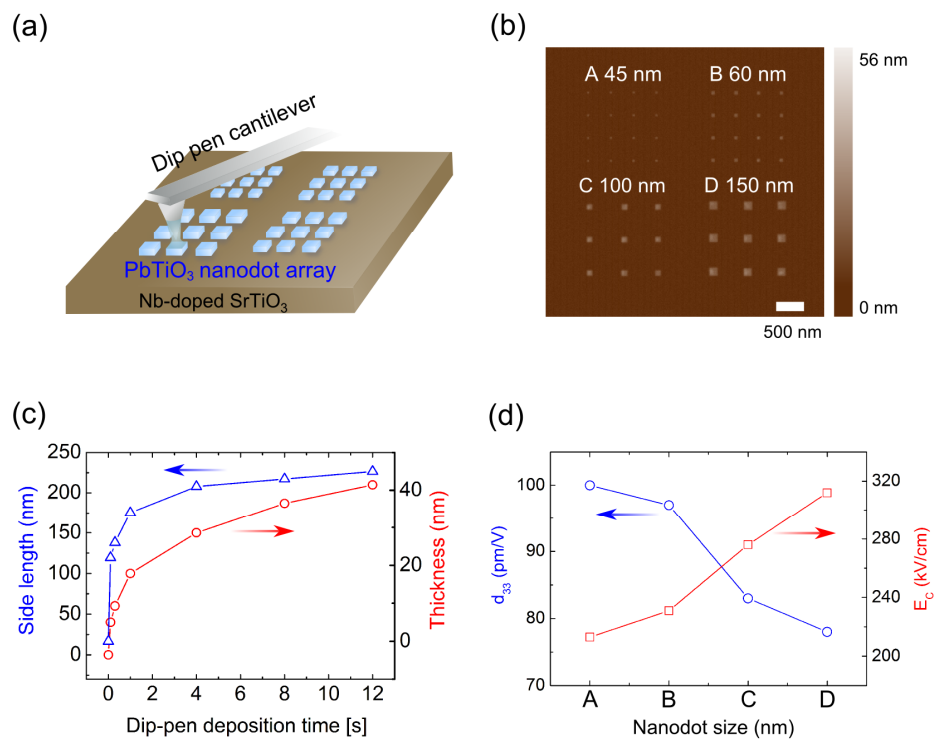 (a)
Dip pen cantilever
PbTiO3 nanodot array
Nb-doped SrTiO3
(b)
A 45 nm
B 60 nm
C 100 nm
D 150 nm
56 nm
0 nm
500 nm
(c)
Side length (nm)
250
200
150
100
50
0
Thickness (nm)
40
20
0
0 2 4 6 8 10 12
Dip-pen deposition time [s]
(d)
d33 (pm/V)
100
90
80
70
EC (kV/cm)
320
280
240
200
A B C D
Nanodot size (nm)